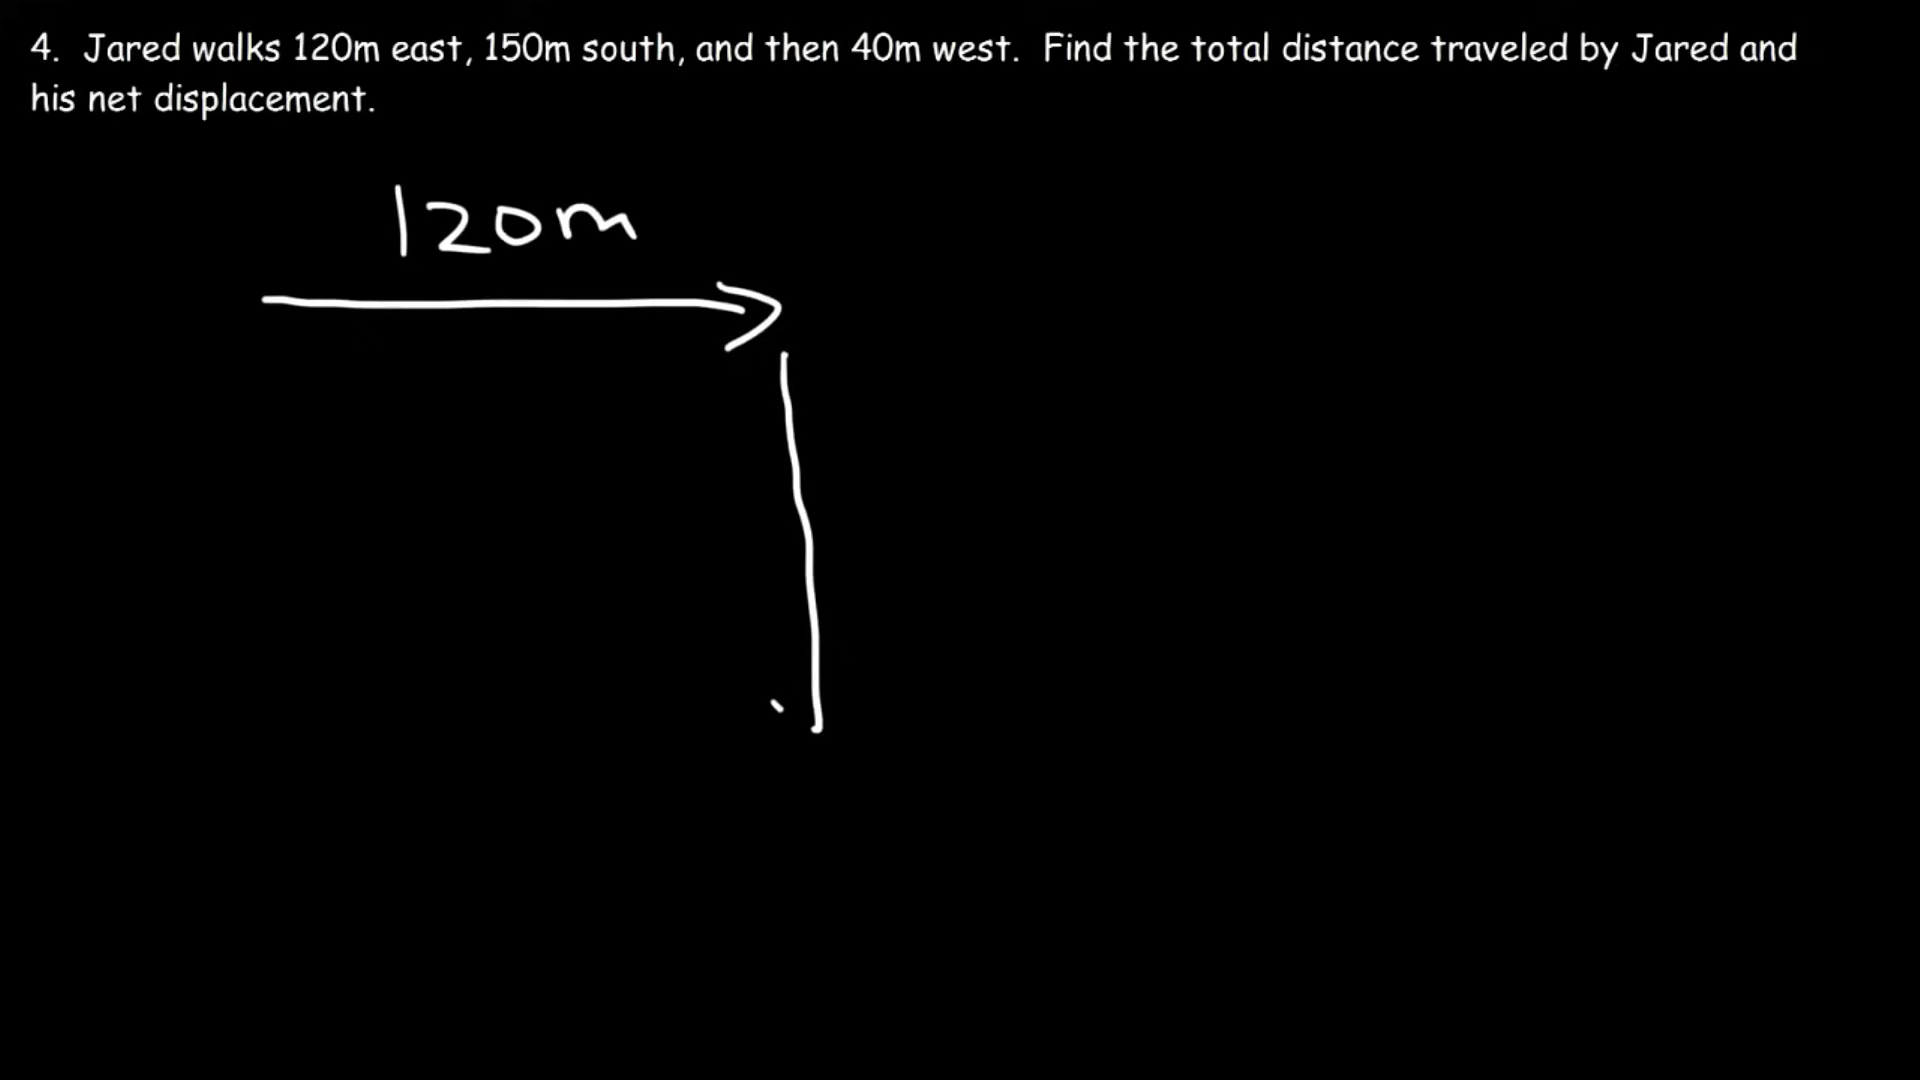 4. Jared walks 120m east, 150m south, and then 40m west. Find the total distance traveled by Jared and
his net displacement.
120m